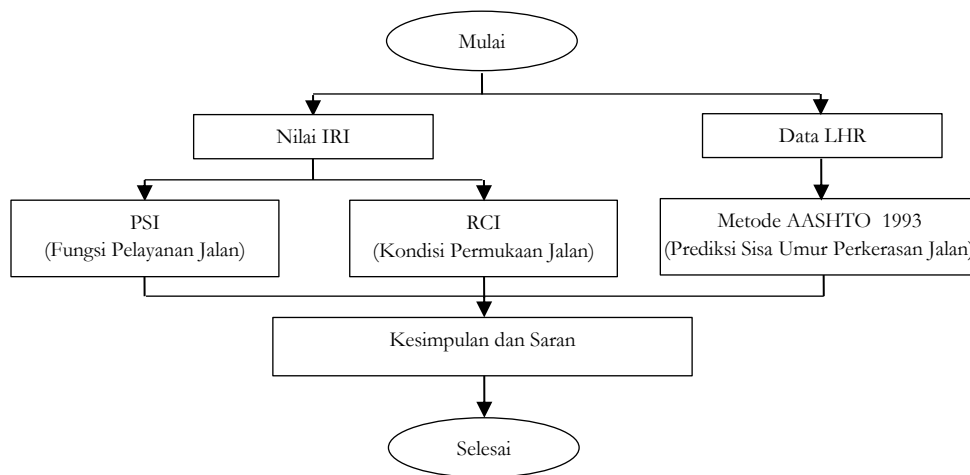 Mulai
Nilai IRI
Data LHR
PSI
(Fungsi Pelayanan Jalan)
RCI
(Kondisi Permukaan Jalan)
Metode AASHTO  1993
(Prediksi Sisa Umur Perkerasan Jalan)
Kesimpulan dan Saran
Selesai